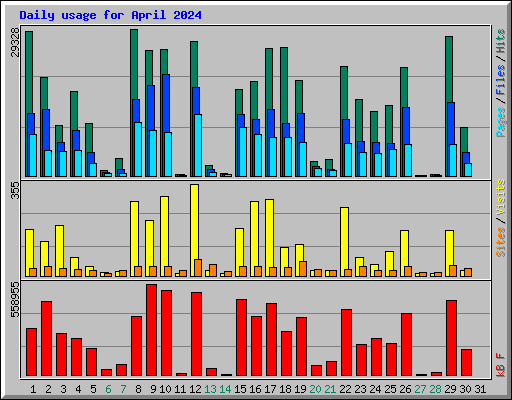 Daily usage for April 2024
29328
Pages / Files / Hits
355
Sites / Visits
558955
kB F
1 2 3 4 5 6 7 8 9 10 11 12 13 14 15 16 17 18 19 20 21 22 23 24 25 26 27 28 29 30 31